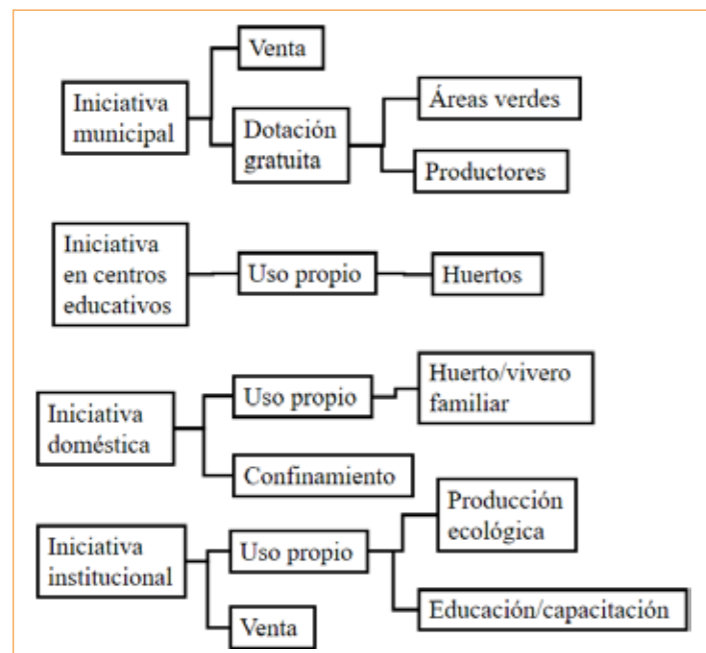 Venta
Iniciativa
municipal
Dotación
gratuita
Áreas verdes
Productores
Iniciativa
en centros
educativos
Uso propio
Huertos
Iniciativa
doméstica
Uso propio
Huerto/vivero
familiar
Confinamiento
Iniciativa
institucional
Uso propio
Producción
ecológica
Educación/capacitación
Venta